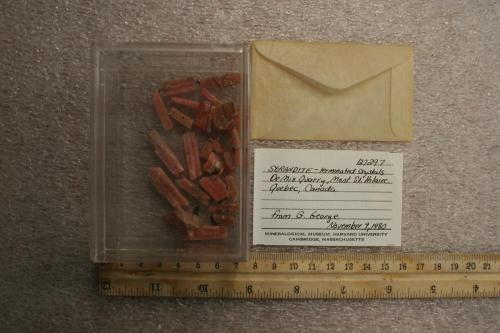 127297
SERANDITE - terminated crystals
DeMix Quarry, Mont St. Hilaire
Quebec, Canada
from G. George
November 9, 1980
MINERALOGICAL MUSEUM, HARVARD UNIVERSITY
CAMBRIDGE, MASSACHUSETTS